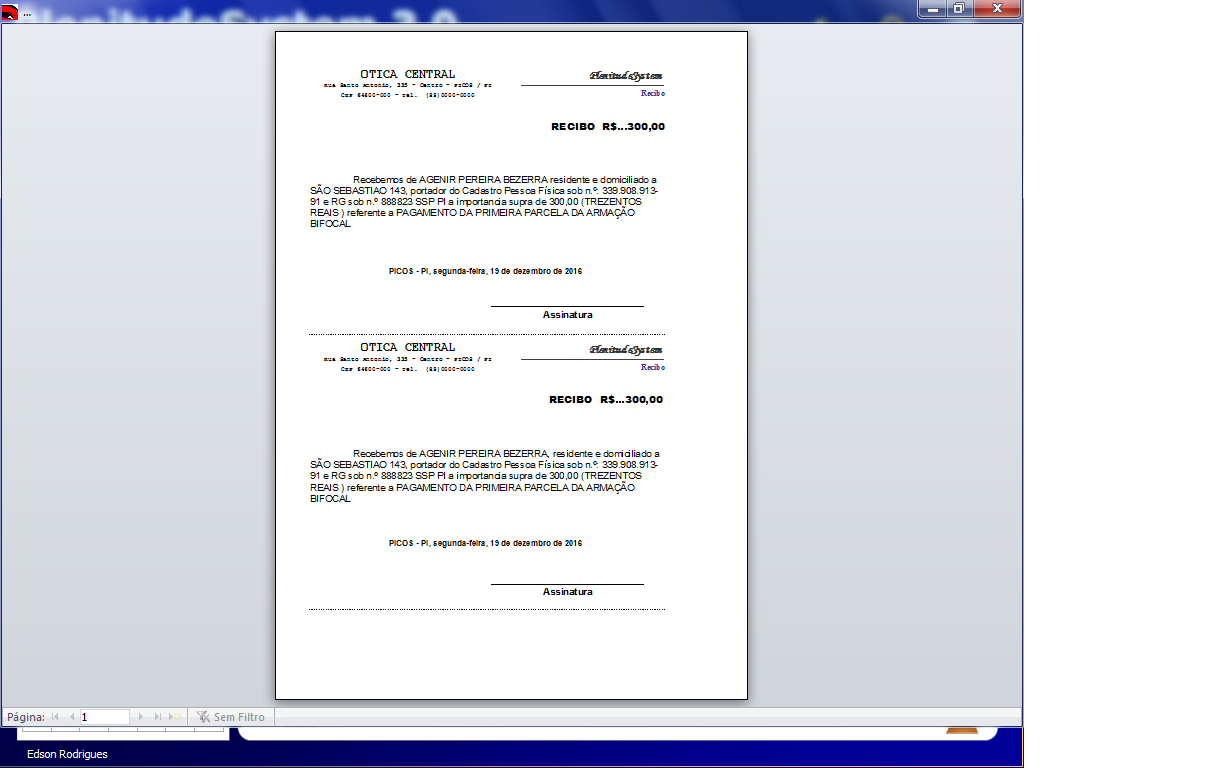 ...
OTICA CENTRAL
Rua Santo Antonio, 335 - Centro - PICOS / PI
CEP 64600-000 - Tel. (89)0000-0000
PlenitudeSystem
Recibo
RECIBO R$...300,00
Recebemos de AGENIR PEREIRA BEZERRA residente e domiciliado a
SÃO SEBASTIAO 143, portador do Cadastro Pessoa Física sob n.º: 339.908.913-
91 e RG sob n.º 888823 SSP PI a importancia supra de 300,00 (TREZENTOS
REAIS ) referente a PAGAMENTO DA PRIMEIRA PARCELA DA ARMAÇÃO
BIFOCAL
PICOS - PI, segunda-feira, 19 de dezembro de 2016
Assinatura
OTICA CENTRAL
Rua Santo Antonio, 335 - Centro - PICOS / PI
CEP 64600-000 - Tel. (89)0000-0000
PlenitudeSystem
Recibo
RECIBO R$...300,00
Recebemos de AGENIR PEREIRA BEZERRA, residente e domiciliado a
SÃO SEBASTIAO 143, portador do Cadastro Pessoa Física sob n.º: 339.908.913-
91 e RG sob n.º 888823 SSP PI a importancia supra de 300,00 (TREZENTOS
REAIS ) referente a PAGAMENTO DA PRIMEIRA PARCELA DA ARMAÇÃO
BIFOCAL
PICOS - PI, segunda-feira, 19 de dezembro de 2016
Assinatura
Página: 1 Sem Filtro
Edson Rodrigues